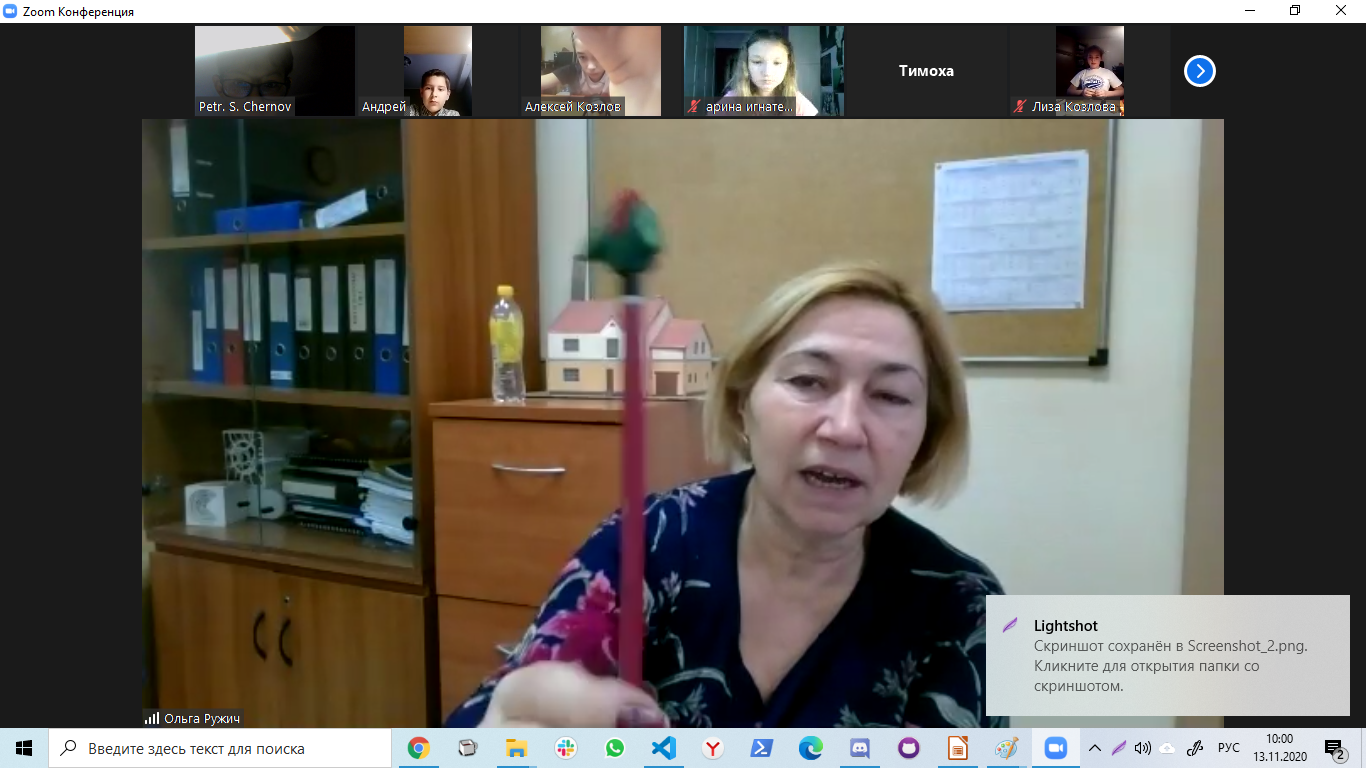 Zoom Конференция
Petr. S. Chernov
Андрей
Алексей Козлов
арина игнате...
Тимоха
Лиза Козлова
Lightshot
Скриншот сохранён в Screenshot_2.png.
Кликните для открытия папки со
скриншотом.
Ольга Ружич
Введите здесь текст для поиска
РУС
10:00
13.11.2020
2